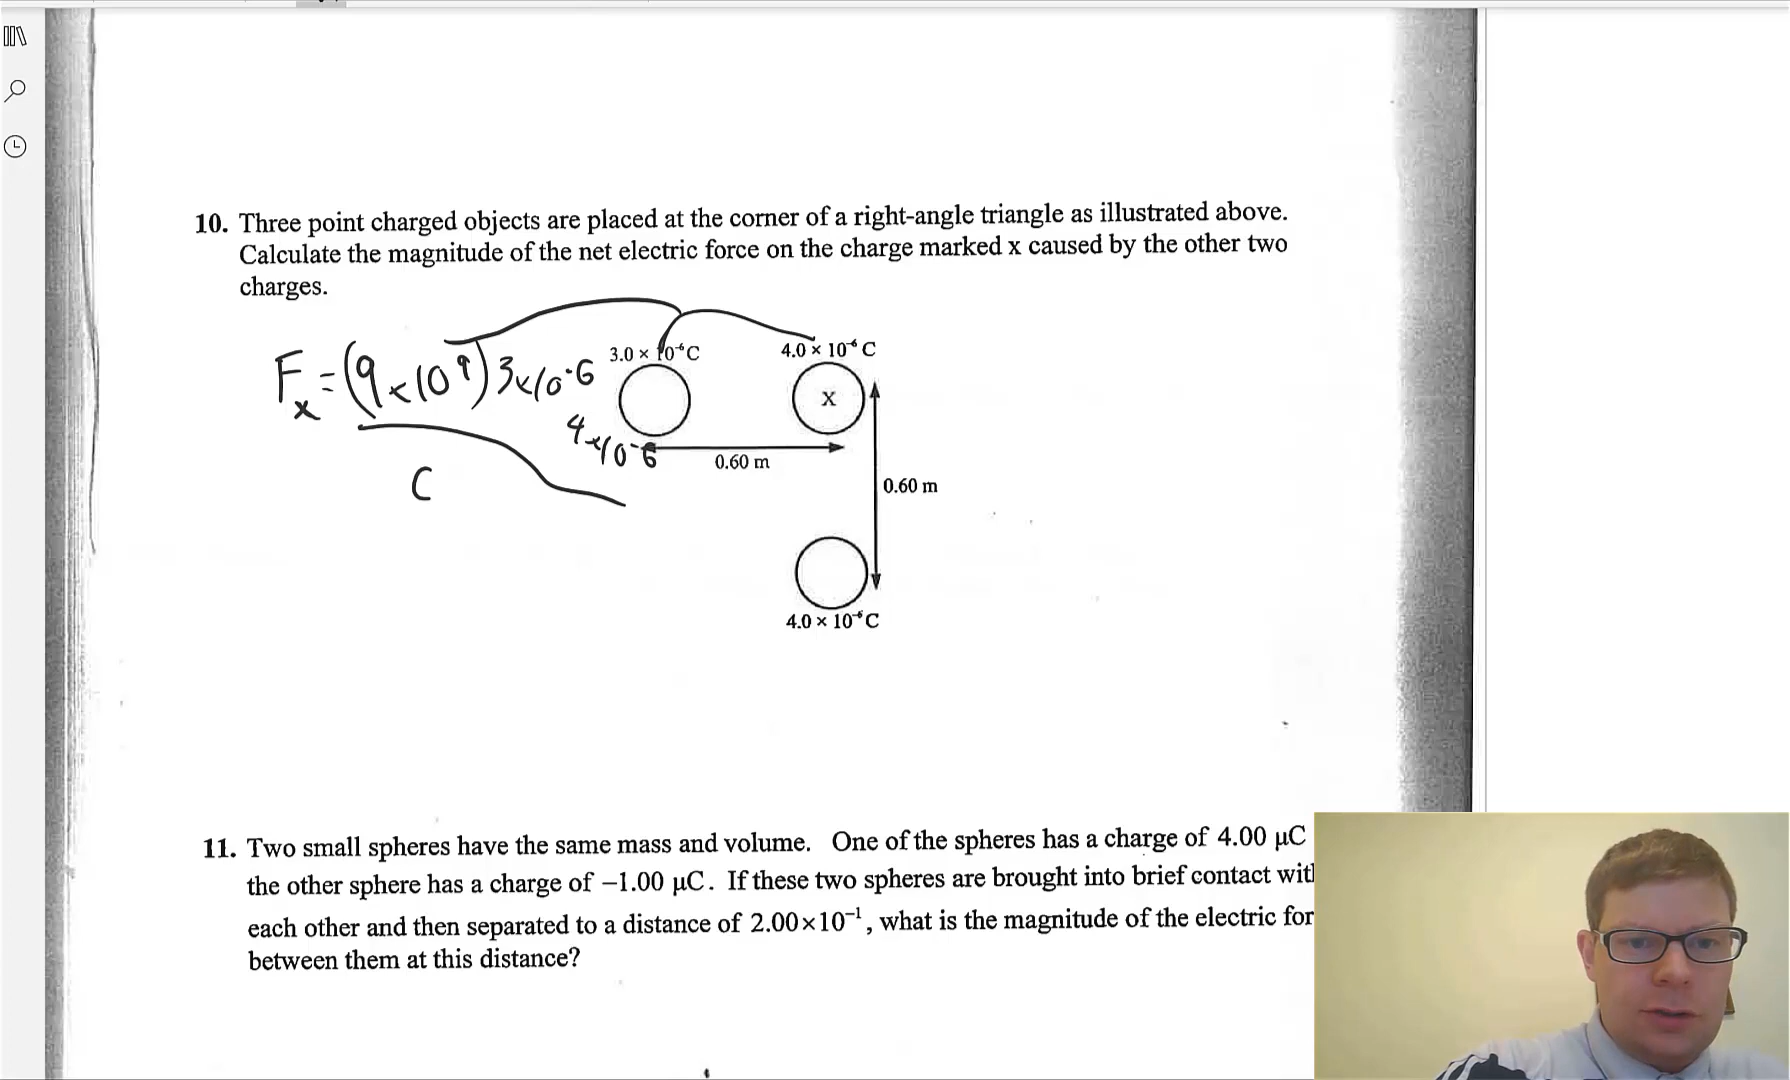 10. Three point charged objects are placed at the corner of a right-angle triangle as illustrated above.
Calculate the magnitude of the net electric force on the charge marked x caused by the other two
charges.
Fx = (9×10⁹) 3×10⁻⁶
4×10⁻⁶
C
3.0 × 10⁻⁶ C
4.0 × 10⁻⁶ C
X
0.60 m
0.60 m
4.0 × 10⁻⁶ C
11. Two small spheres have the same mass and volume. One of the spheres has a charge of 4.00 μC
the other sphere has a charge of −1.00 μC. If these two spheres are brought into brief contact wit
each other and then separated to a distance of 2.00×10⁻¹, what is the magnitude of the electric for
between them at this distance?